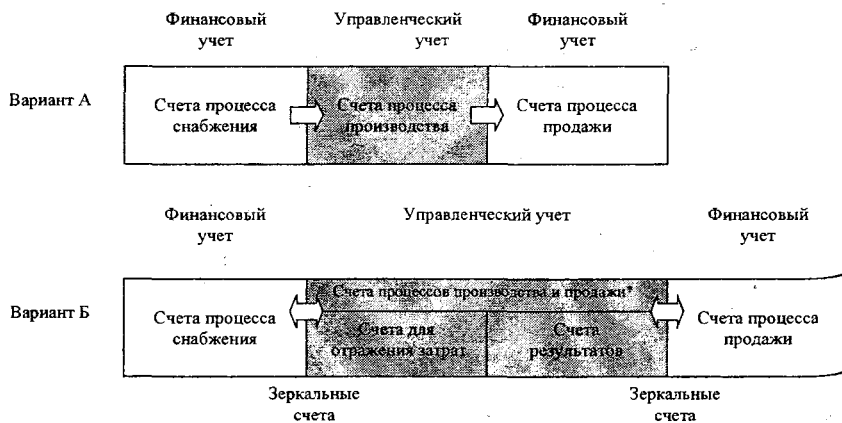 Финансовый учет
Управленческий учет
Финансовый учет
Вариант А
Счета процесса снабжения
Счета процесса производства
Счета процесса продажи
Финансовый учет
Управленческий учет
Финансовый учет
Вариант Б
Счета процесса снабжения
Счета процессов производства и продажи*
Счета для отражения затрат
Счета результатов
Счета процесса продажи
Зеркальные счета
Зеркальные счета